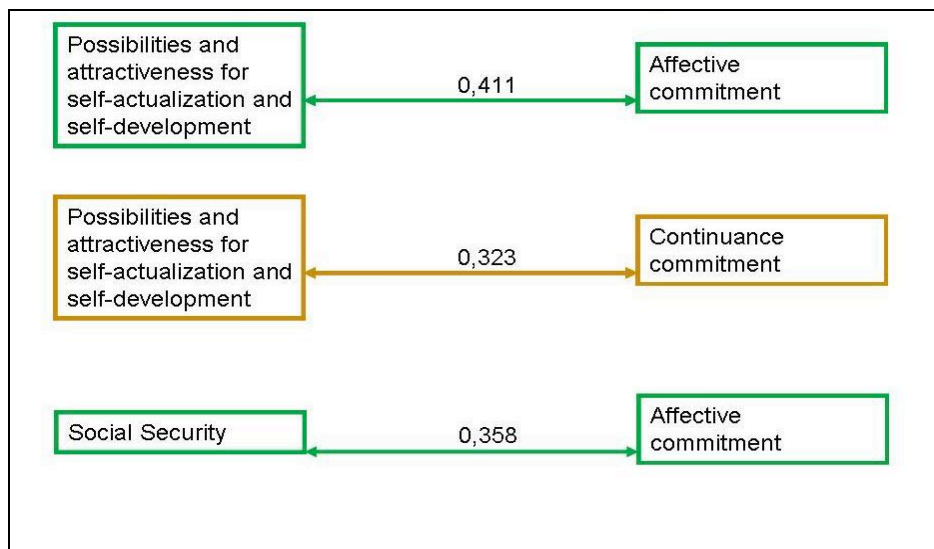 Possibilities and
attractiveness for
self-actualization and
self-development
0,411
Affective
commitment
Possibilities and
attractiveness for
self-actualization and
self-development
0,323
Continuance
commitment
Social Security
0,358
Affective
commitment